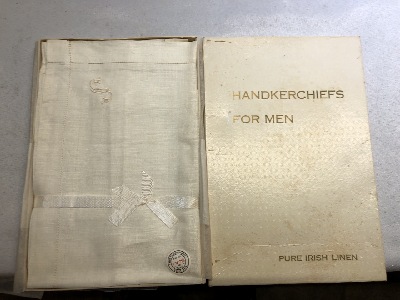 HANDKERCHIEFS
FOR MEN
PURE IRISH LINEN